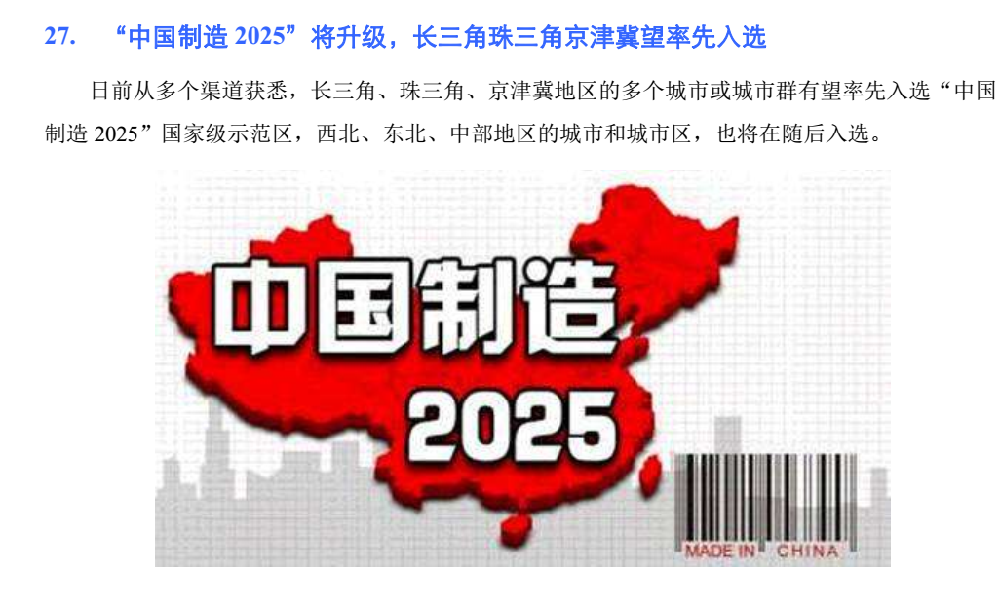 27. “中国制造 2025”将升级，长三角珠三角京津冀望率先入选
日前从多个渠道获悉，长三角、珠三角、京津冀地区的多个城市或城市群有望率先入选“中国
制造 2025”国家级示范区，西北、东北、中部地区的城市和城市区，也将在随后入选。
中国制造
2025
MADE IN CHINA